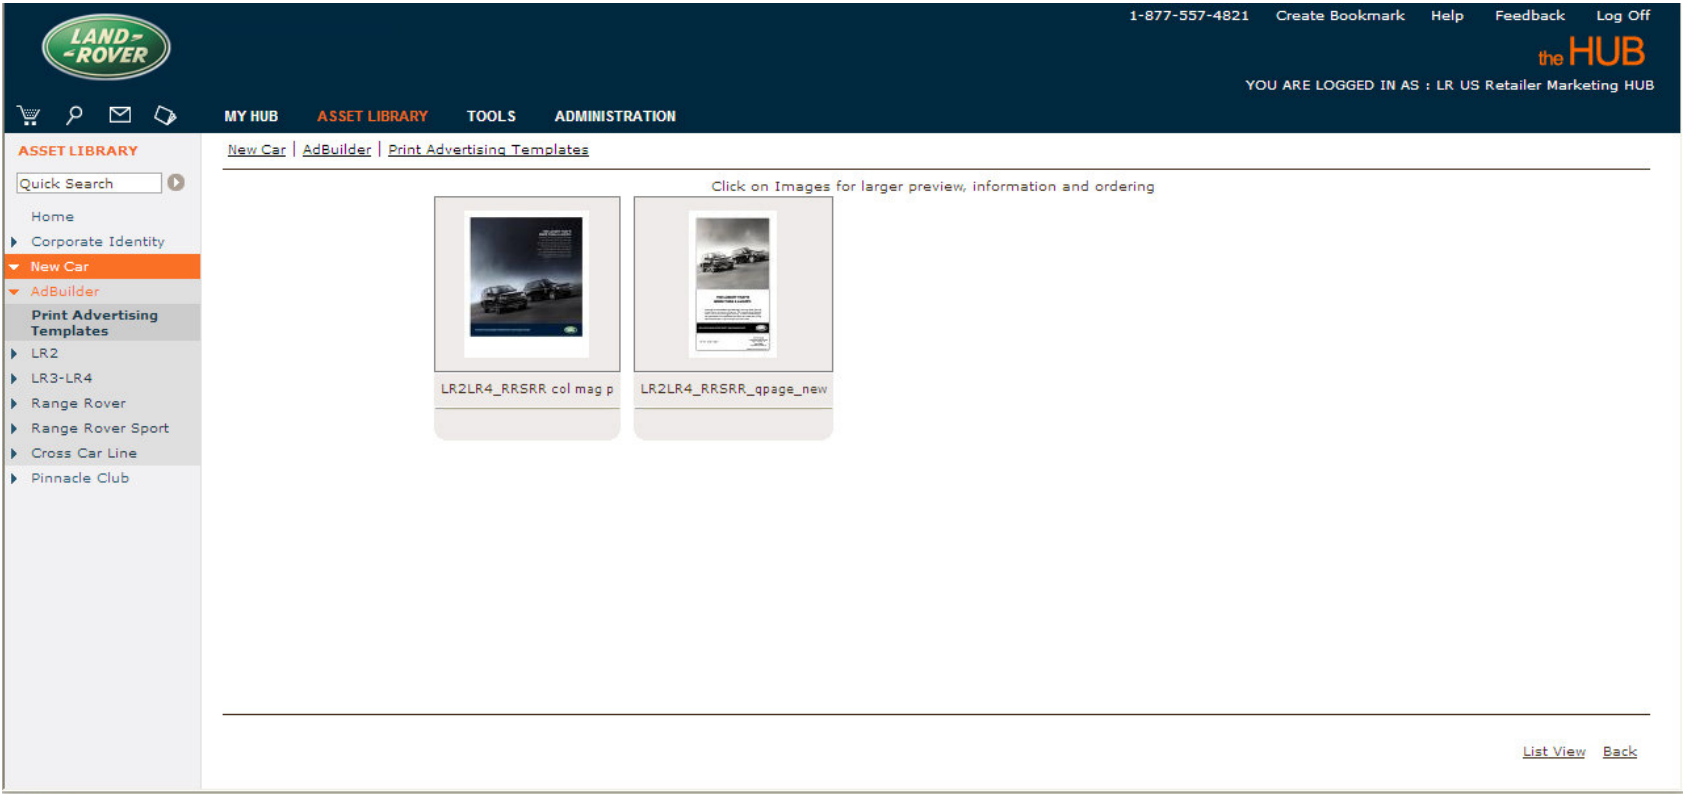 LAND-
-ROVER
1-877-557-4821 Create Bookmark Help Feedback Log Off
the HUB
YOU ARE LOGGED IN AS : LR US Retailer Marketing HUB
MY HUB ASSET LIBRARY TOOLS ADMINISTRATION
ASSET LIBRARY
Quick Search
Home
Corporate Identity
New Car
AdBuilder
Print Advertising
Templates
LR2
LR3-LR4
Range Rover
Range Rover Sport
Cross Car Line
Pinnacle Club
New Car | AdBuilder | Print Advertising Templates
Click on Images for larger preview, information and ordering
LR2LR4_RRSRR col mag p
LR2LR4_RRSRR_qpage_new
List View Back